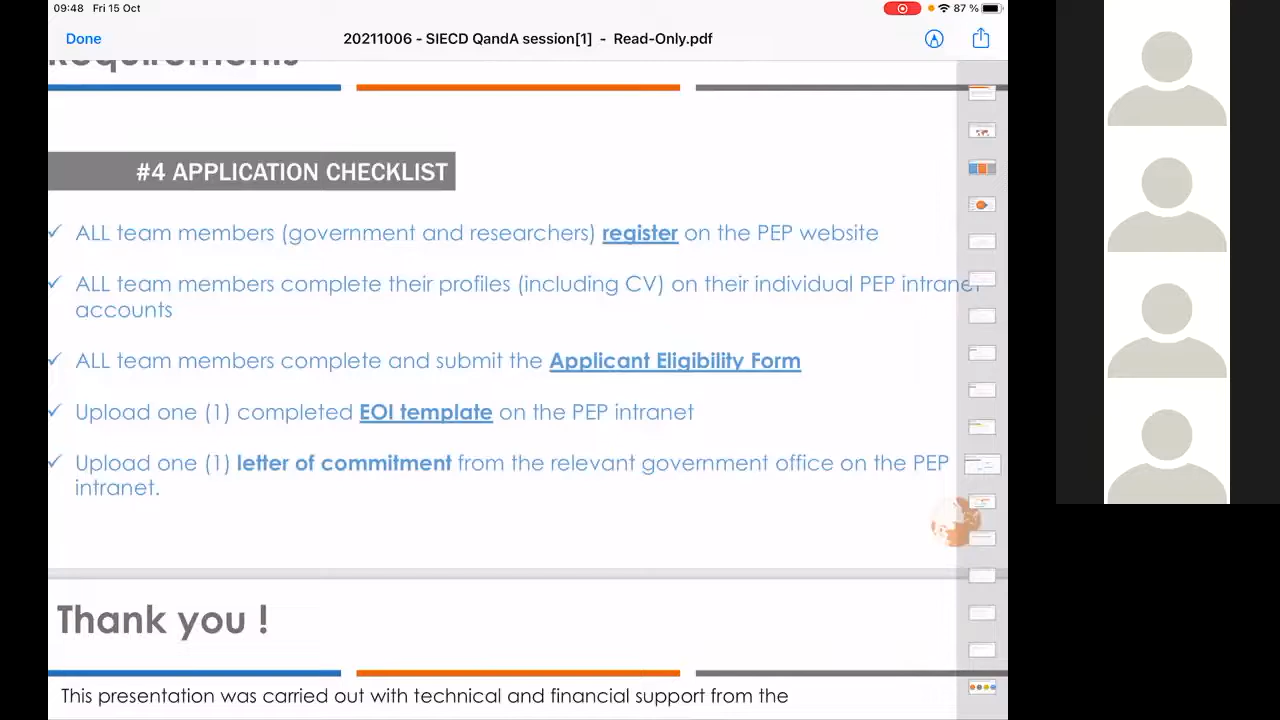 09:48 Fri 15 Oct
87 %
Done
20211006 - SIECD QandA session[1] - Read-Only.pdf
Requirements
#4 APPLICATION CHECKLIST
✓ ALL team members (government and researchers) register on the PEP website
✓ ALL team members complete their profiles (including CV) on their individual PEP intranet
accounts
✓ ALL team members complete and submit the Applicant Eligibility Form
✓ Upload one (1) completed EOI template on the PEP intranet
✓ Upload one (1) letter of commitment from the relevant government office on the PEP
intranet.
Thank you !
This presentation was carried out with technical and financial support from the